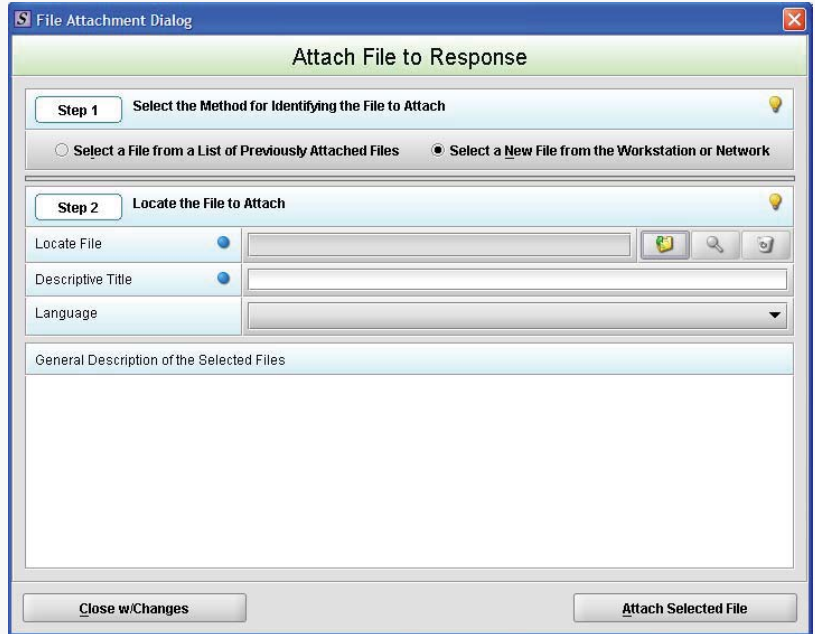 File Attachment Dialog
Attach File to Response
Step 1 Select the Method for Identifying the File to Attach
Select a File from a List of Previously Attached Files Select a New File from the Workstation or Network
Step 2 Locate the File to Attach
Locate File
Descriptive Title
Language
General Description of the Selected Files
Close w/Changes Attach Selected File